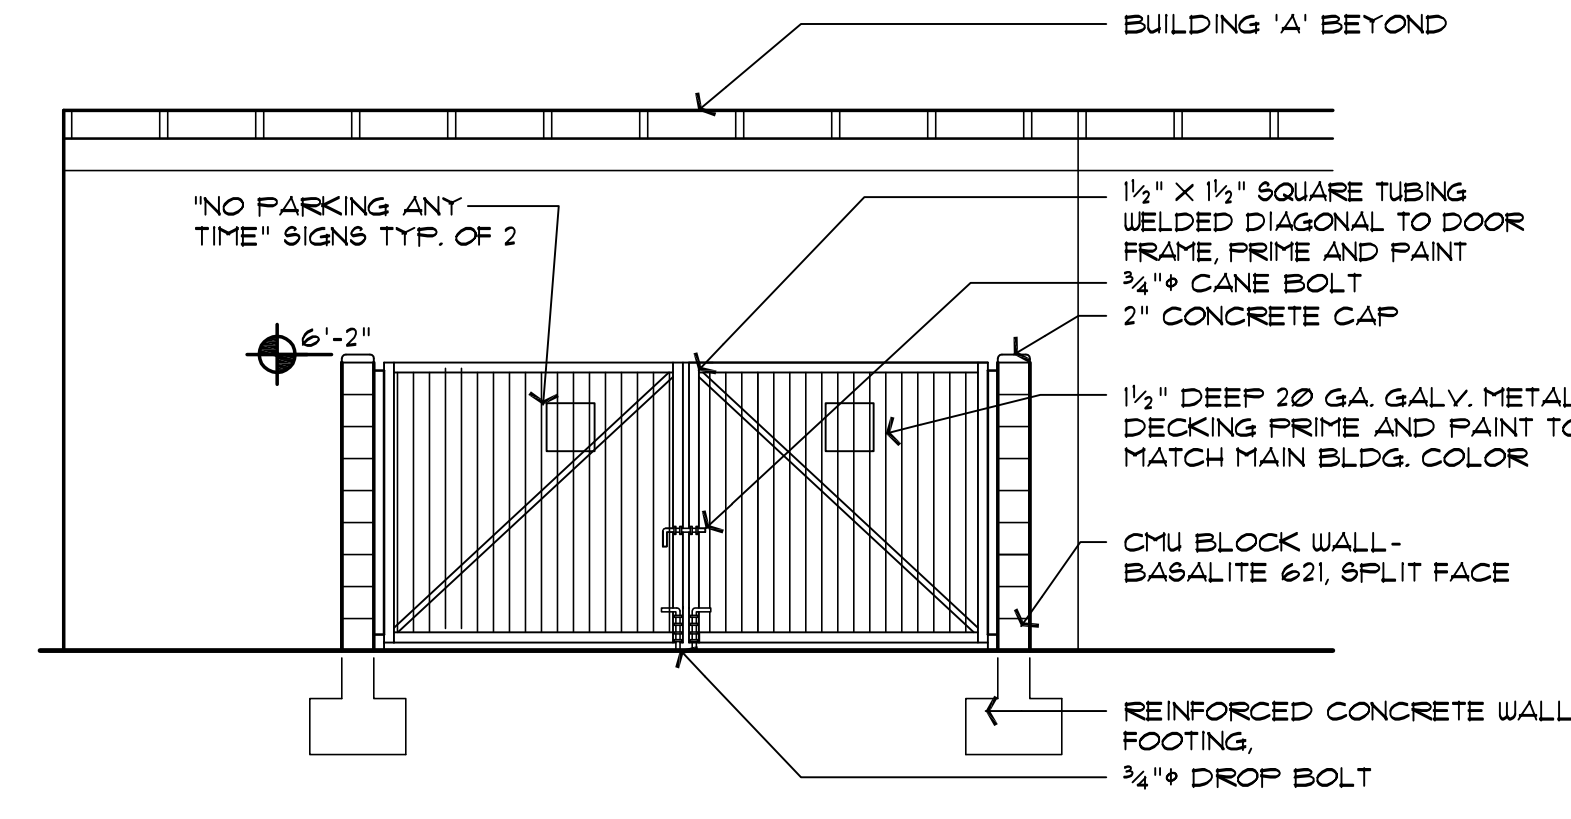 BUILDING 'A' BEYOND
"NO PARKING ANY
TIME" SIGNS TYP. OF 2
1½" X 1½" SQUARE TUBING
WELDED DIAGONAL TO DOOR
FRAME, PRIME AND PAINT
¾"φ CANE BOLT
2" CONCRETE CAP
6'-2"
1½" DEEP 20 GA. GALV. METAL
DECKING PRIME AND PAINT TO
MATCH MAIN BLDG. COLOR
CMU BLOCK WALL-
BASALITE 621, SPLIT FACE
REINFORCED CONCRETE WALL
FOOTING,
¾"φ DROP BOLT